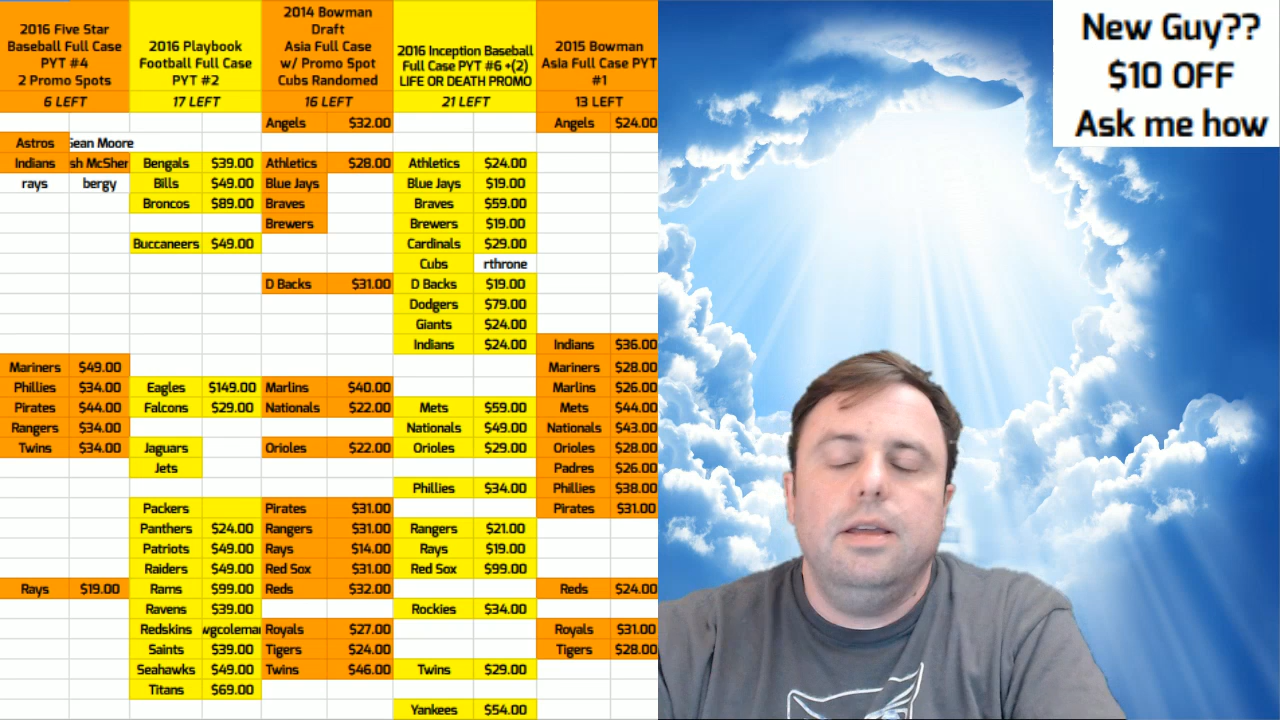 2016 Five Star
Baseball Full Case
PYT #4
2 Promo Spots
6 LEFT
2016 Playbook
Football Full Case
PYT #2
17 LEFT
2014 Bowman
Draft
Asia Full Case
w/ Promo Spot
Cubs Randomed
16 LEFT
2016 Inception Baseball
Full Case PYT #6 +(2)
LIFE OR DEATH PROMO
21 LEFT
2015 Bowman
Asia Full Case PYT
#1
13 LEFT
New Guy??
$10 OFF
Ask me how
Angels $32.00 Angels $24.00
Astros Sean Moore
Indians sh McSher Bengals $39.00 Athletics $28.00 Athletics $24.00
rays bergy Bills $49.00 Blue Jays Blue Jays $19.00
Broncos $89.00 Braves Braves $59.00
Brewers Brewers $19.00
Buccaneers $49.00 Cardinals $29.00
Cubs rthrone
D Backs $31.00 D Backs $19.00
Dodgers $79.00
Giants $24.00
Indians $24.00 Indians $36.00
Mariners $49.00 Mariners $28.00
Phillies $34.00 Eagles $149.00 Marlins $40.00 Marlins $26.00
Pirates $44.00 Falcons $29.00 Nationals $22.00 Mets $59.00 Mets $44.00
Rangers $34.00 Nationals $49.00 Nationals $43.00
Twins $34.00 Jaguars Orioles $22.00 Orioles $29.00 Orioles $28.00
Jets Padres $26.00
Phillies $34.00 Phillies $38.00
Packers Pirates $31.00 Pirates $31.00
Panthers $24.00 Rangers $31.00 Rangers $21.00
Patriots $49.00 Rays $14.00 Rays $19.00
Raiders $49.00 Red Sox $31.00 Red Sox $99.00
Rays $19.00 Rams $99.00 Reds $32.00 Reds $24.00
Ravens $39.00 Rockies $34.00
Redskins wgcoleman Royals $27.00 Royals $31.00
Saints $39.00 Tigers $24.00 Tigers $28.00
Seahawks $49.00 Twins $46.00 Twins $29.00
Titans $69.00
Yankees $54.00